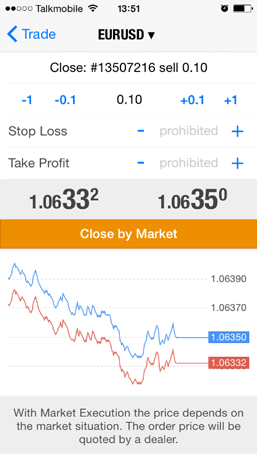 Talkmobile 13:51
Trade EURUSD ▾
Close: #13507216 sell 0.10
-1 -0.1 0.10 +0.1 +1
Stop Loss - prohibited +
Take Profit - prohibited +
1.06332 1.06350
Close by Market
1.06390
1.06370
1.06350
1.06332
With Market Execution the price depends on
the market situation. The order price will be
quoted by a dealer.